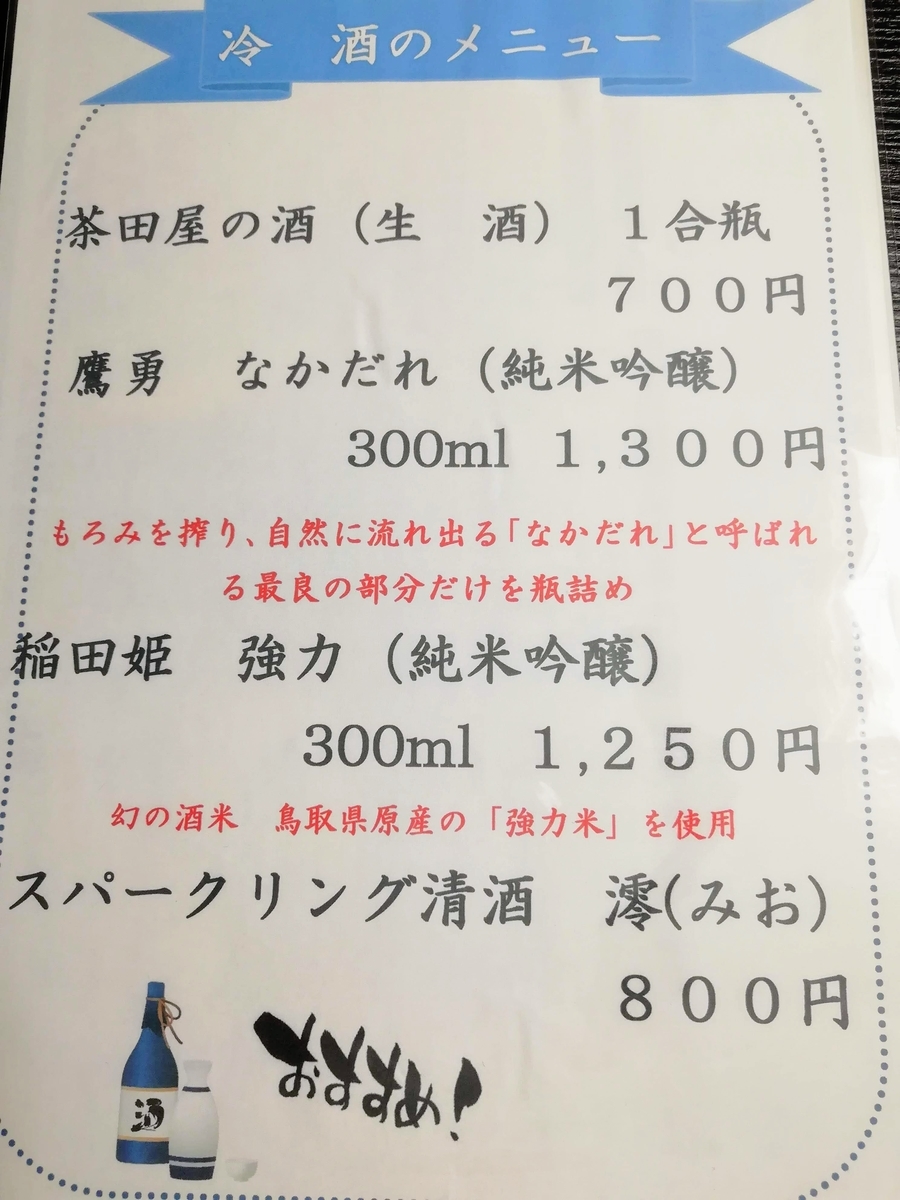 冷　酒のメニュー
茶田屋の酒（生　酒）　１合瓶
７００円
鷹勇　なかだれ（純米吟醸）
300ml　１,３００円
もろみを搾り、自然に流れ出る「なかだれ」と呼ばれ
る最良の部分だけを瓶詰め
稲田姫　強力（純米吟醸）
300ml　１,２５０円
幻の酒米　鳥取県原産の「強力米」を使用
スパークリング清酒　澪(みお)
８００円
酒
おすすめ！